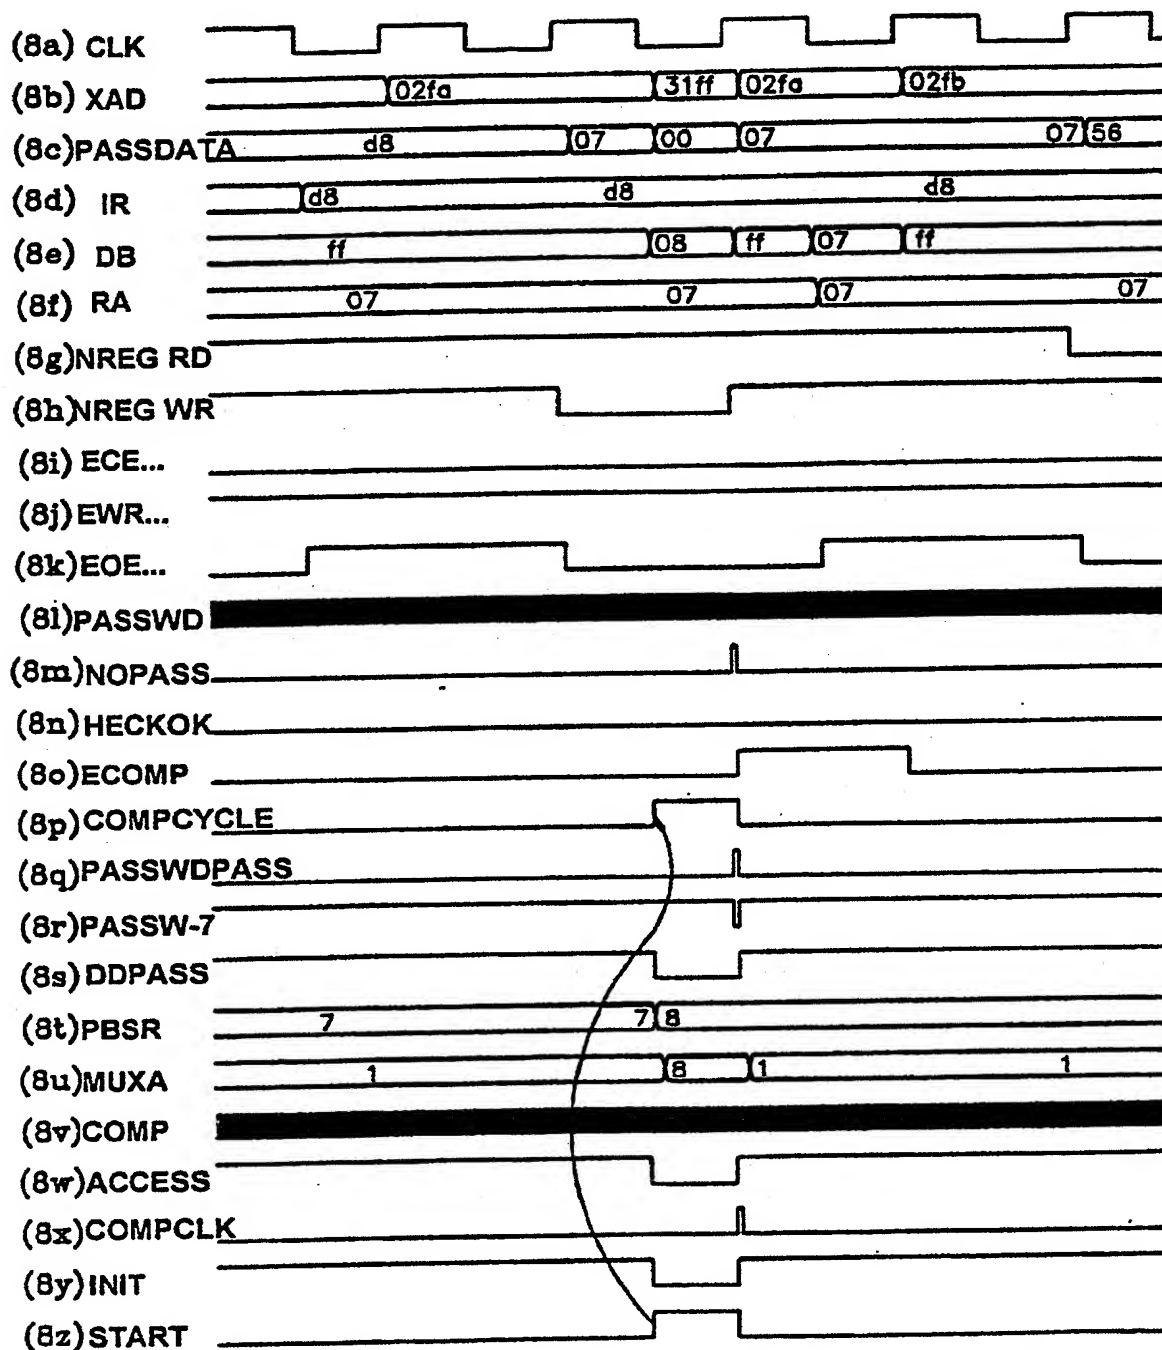 (8a) CLK
(8b) XAD 02fa 31ff 02fa 02fb
(8c) PASSDATA d8 07 00 07 07 56
(8d) IR d8 d8 d8
(8e) DB ff 08 ff 07 ff
(8f) RA 07 07 07 07
(8g) NREG RD
(8h) NREG WR
(8i) ECE...
(8j) EWR...
(8k) EOE...
(8l) PASSWD
(8m) NOPASS
(8n) HECKOK
(8o) ECOMP
(8p) COMPCYCLE
(8q) PASSWDPASS
(8r) PASSW-7
(8s) DDPASS
(8t) PBSR 7 7 8
(8u) MUXA 1 8 1 1
(8v) COMP
(8w) ACCESS
(8x) COMPCLK
(8y) INIT
(8z) START